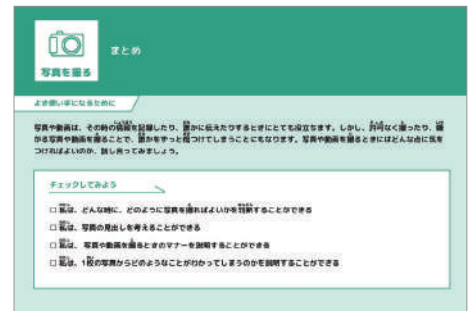 写真を撮る
まとめ
よき使い手になるために
写真や動画は、その時の情報を記録したり、誰かに伝えたりするときにとても役立ちます。しかし、許可なく撮ったり、嫌
がる写真や動画を撮ることで、誰かをずっと傷つけてしまうことにもなります。写真や動画を撮るときにはどんな点に気を
つければよいのか、話し合ってみましょう。
チェックしてみよう
□ 私は、どんな時に、どのように写真を撮ればよいかを判断することができる
□ 私は、写真の見出しを考えることができる
□ 私は、写真や動画を撮るときのマナーを説明することができる
□ 私は、1枚の写真からどのようなことがわかってしまうのかを説明することができる